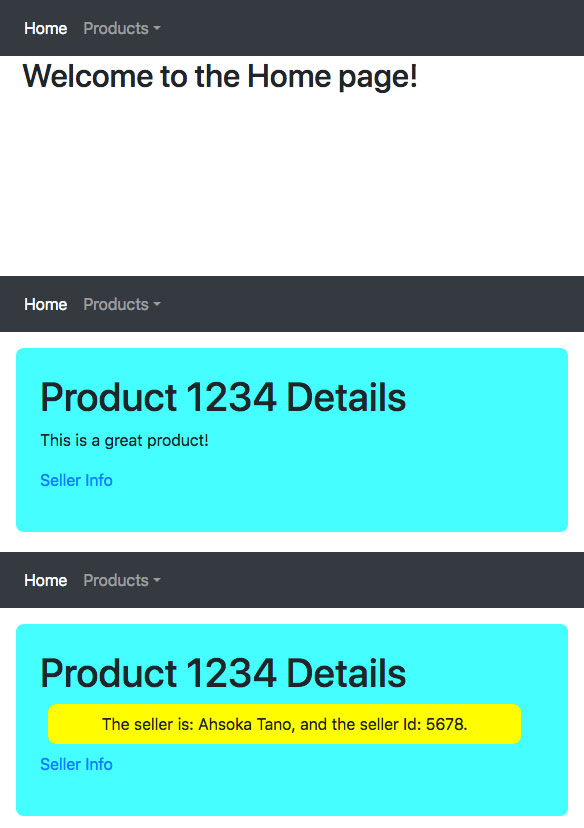 Home Products
Welcome to the Home page!
Home Products
Product 1234 Details
This is a great product!
Seller Info
Home Products
Product 1234 Details
The seller is: Ahsoka Tano, and the seller Id: 5678.
Seller Info